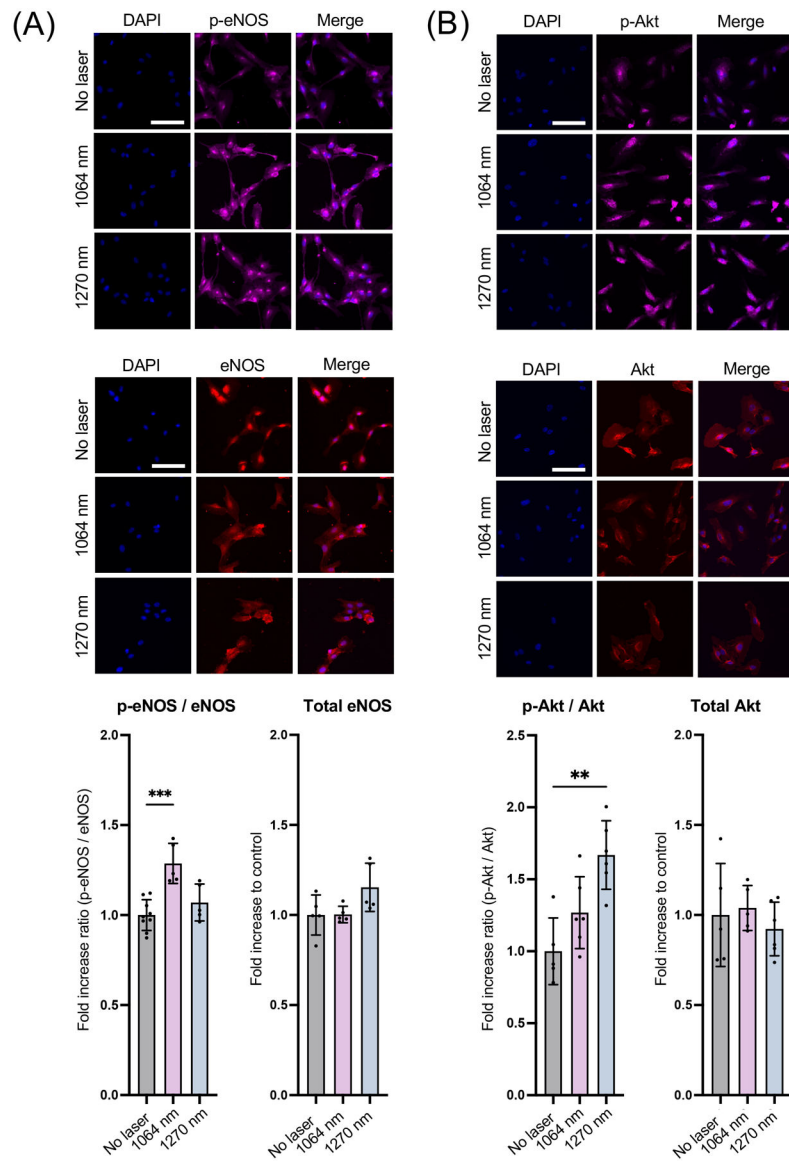 (A)
DAPI p-eNOS Merge
No laser
1064 nm
1270 nm
DAPI eNOS Merge
No laser
1064 nm
1270 nm
p-eNOS / eNOS
Fold increase ratio (p-eNOS / eNOS)
2.0
1.5
1.0
0.5
0.0
***
No laser
1064 nm
1270 nm
Total eNOS
Fold increase to control
2.0
1.5
1.0
0.5
0.0
No laser
1064 nm
1270 nm
(B)
DAPI p-Akt Merge
No laser
1064 nm
1270 nm
DAPI Akt Merge
No laser
1064 nm
1270 nm
p-Akt / Akt
Fold increase ratio (p-Akt / Akt)
2.5
2.0
1.5
1.0
0.5
0.0
**
No laser
1064 nm
1270 nm
Total Akt
Fold increase to control
2.0
1.5
1.0
0.5
0.0
No laser
1064 nm
1270 nm